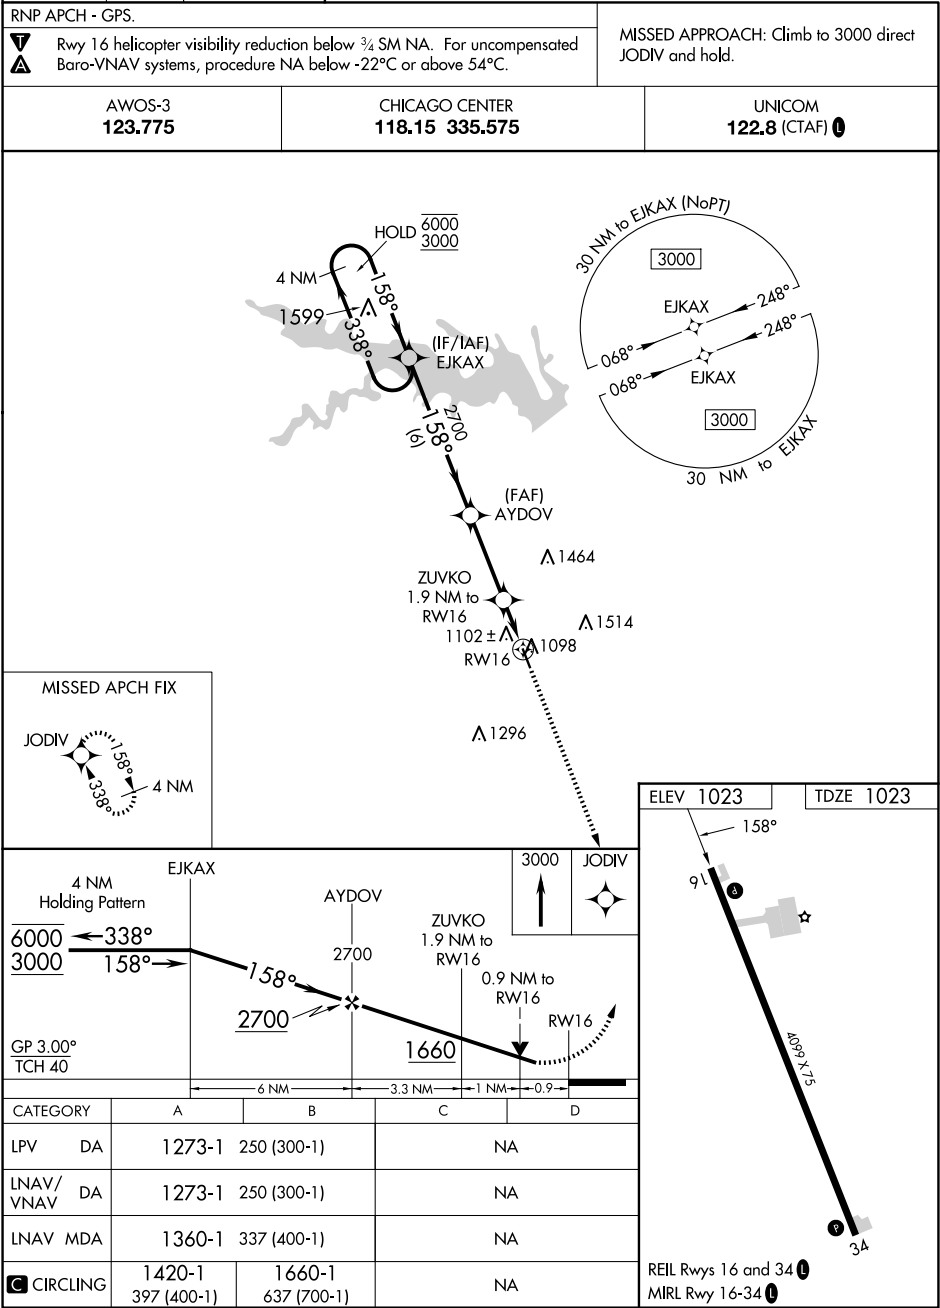 RNP APCH - GPS.
T Rwy 16 helicopter visibility reduction below 3/4 SM NA. For uncompensated
A Baro-VNAV systems, procedure NA below -22°C or above 54°C.
MISSED APPROACH: Climb to 3000 direct
JODIV and hold.
AWOS-3
123.775
CHICAGO CENTER
118.15 335.575
UNICOM
122.8 (CTAF) L
HOLD 6000
3000
4 NM
158°
1599
338°
(IF/IAF)
EJKAX
2700
158°
(6)
(FAF)
AYDOV
1464
ZUVKO
1.9 NM to
RW16
1514
1102 ±
1098
RW16
1296
30 NM to EJKAX (NoPT)
3000
EJKAX
248°
068°
248°
068°
EJKAX
3000
30 NM to EJKAX
MISSED APCH FIX
JODIV
158°
338°
4 NM
ELEV 1023
TDZE 1023
158°
16
P
4099 X 75
P
34
REIL Rwys 16 and 34 L
MIRL Rwy 16-34 L
3000
JODIV
4 NM
Holding Pattern
EJKAX
AYDOV
ZUVKO
1.9 NM to
RW16
6000
338°
3000
158°
158°
2700
2700
0.9 NM to
RW16
RW16
1660
GP 3.00°
TCH 40
6 NM
3.3 NM
1 NM
0.9
CATEGORY A B C D
LPV DA 1273-1 250 (300-1) NA
LNAV/
VNAV DA 1273-1 250 (300-1) NA
LNAV MDA 1360-1 337 (400-1) NA
C CIRCLING 1420-1 1660-1 NA
397 (400-1) 637 (700-1)